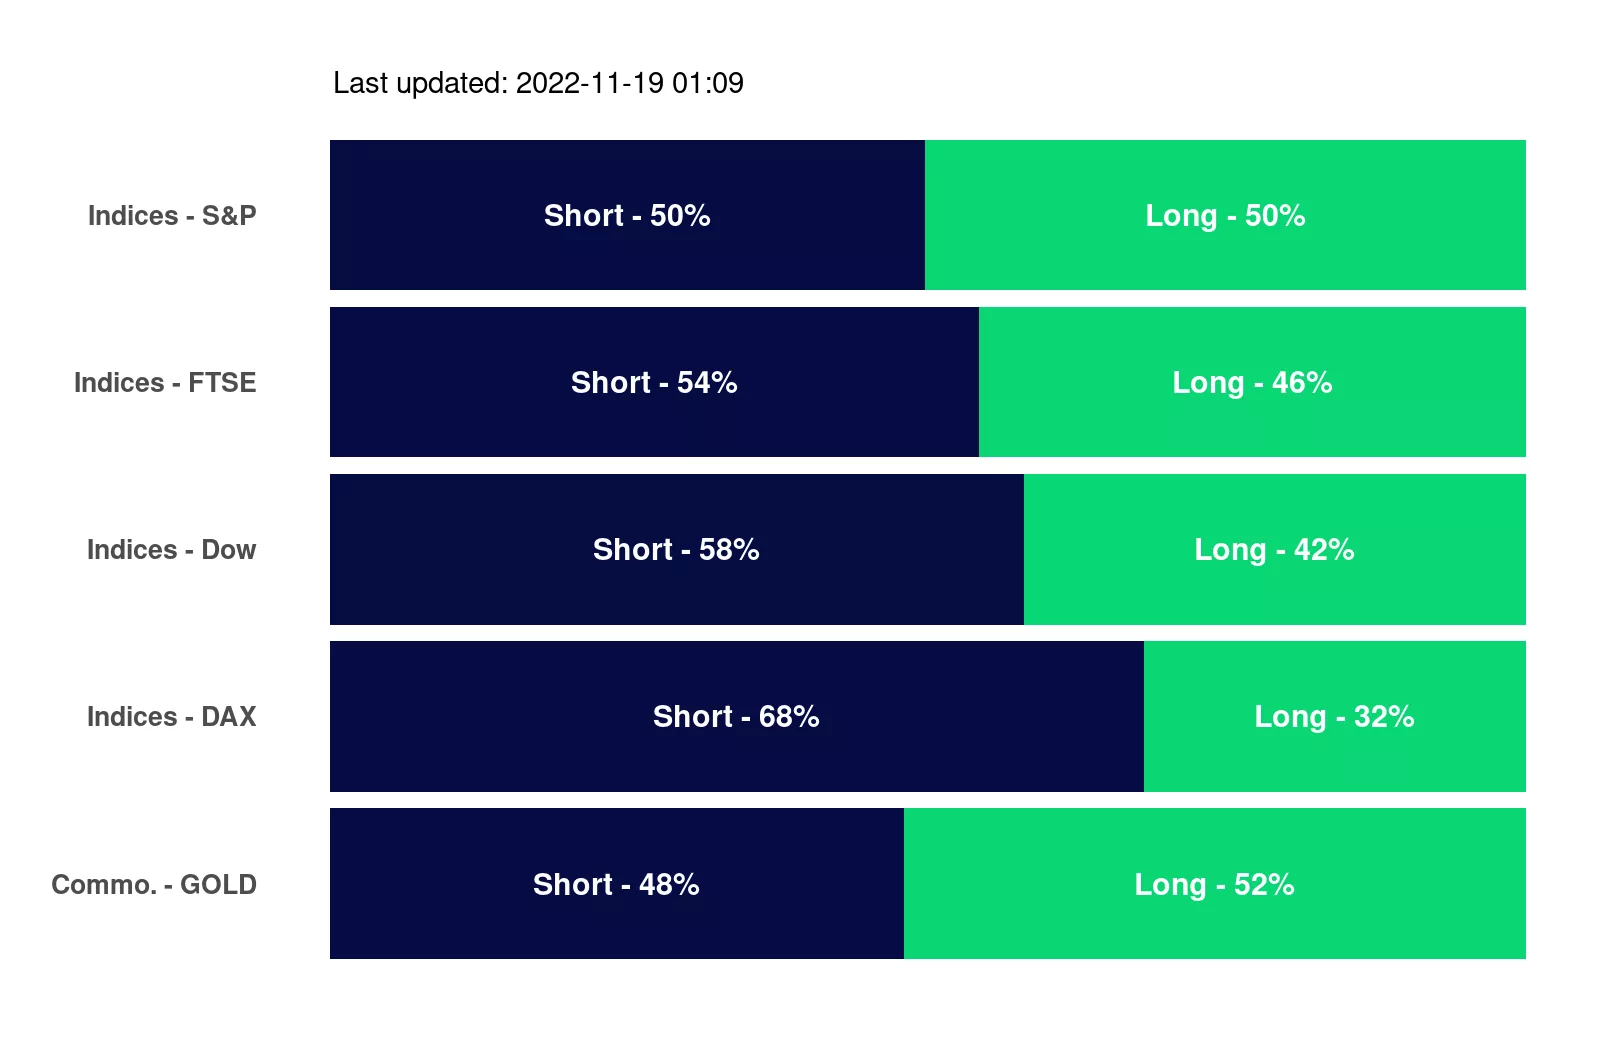 Last updated: 2022-11-19 01:09
Indices - S&P Short - 50% Long - 50%
Indices - FTSE Short - 54% Long - 46%
Indices - Dow Short - 58% Long - 42%
Indices - DAX Short - 68% Long - 32%
Commo. - GOLD Short - 48% Long - 52%